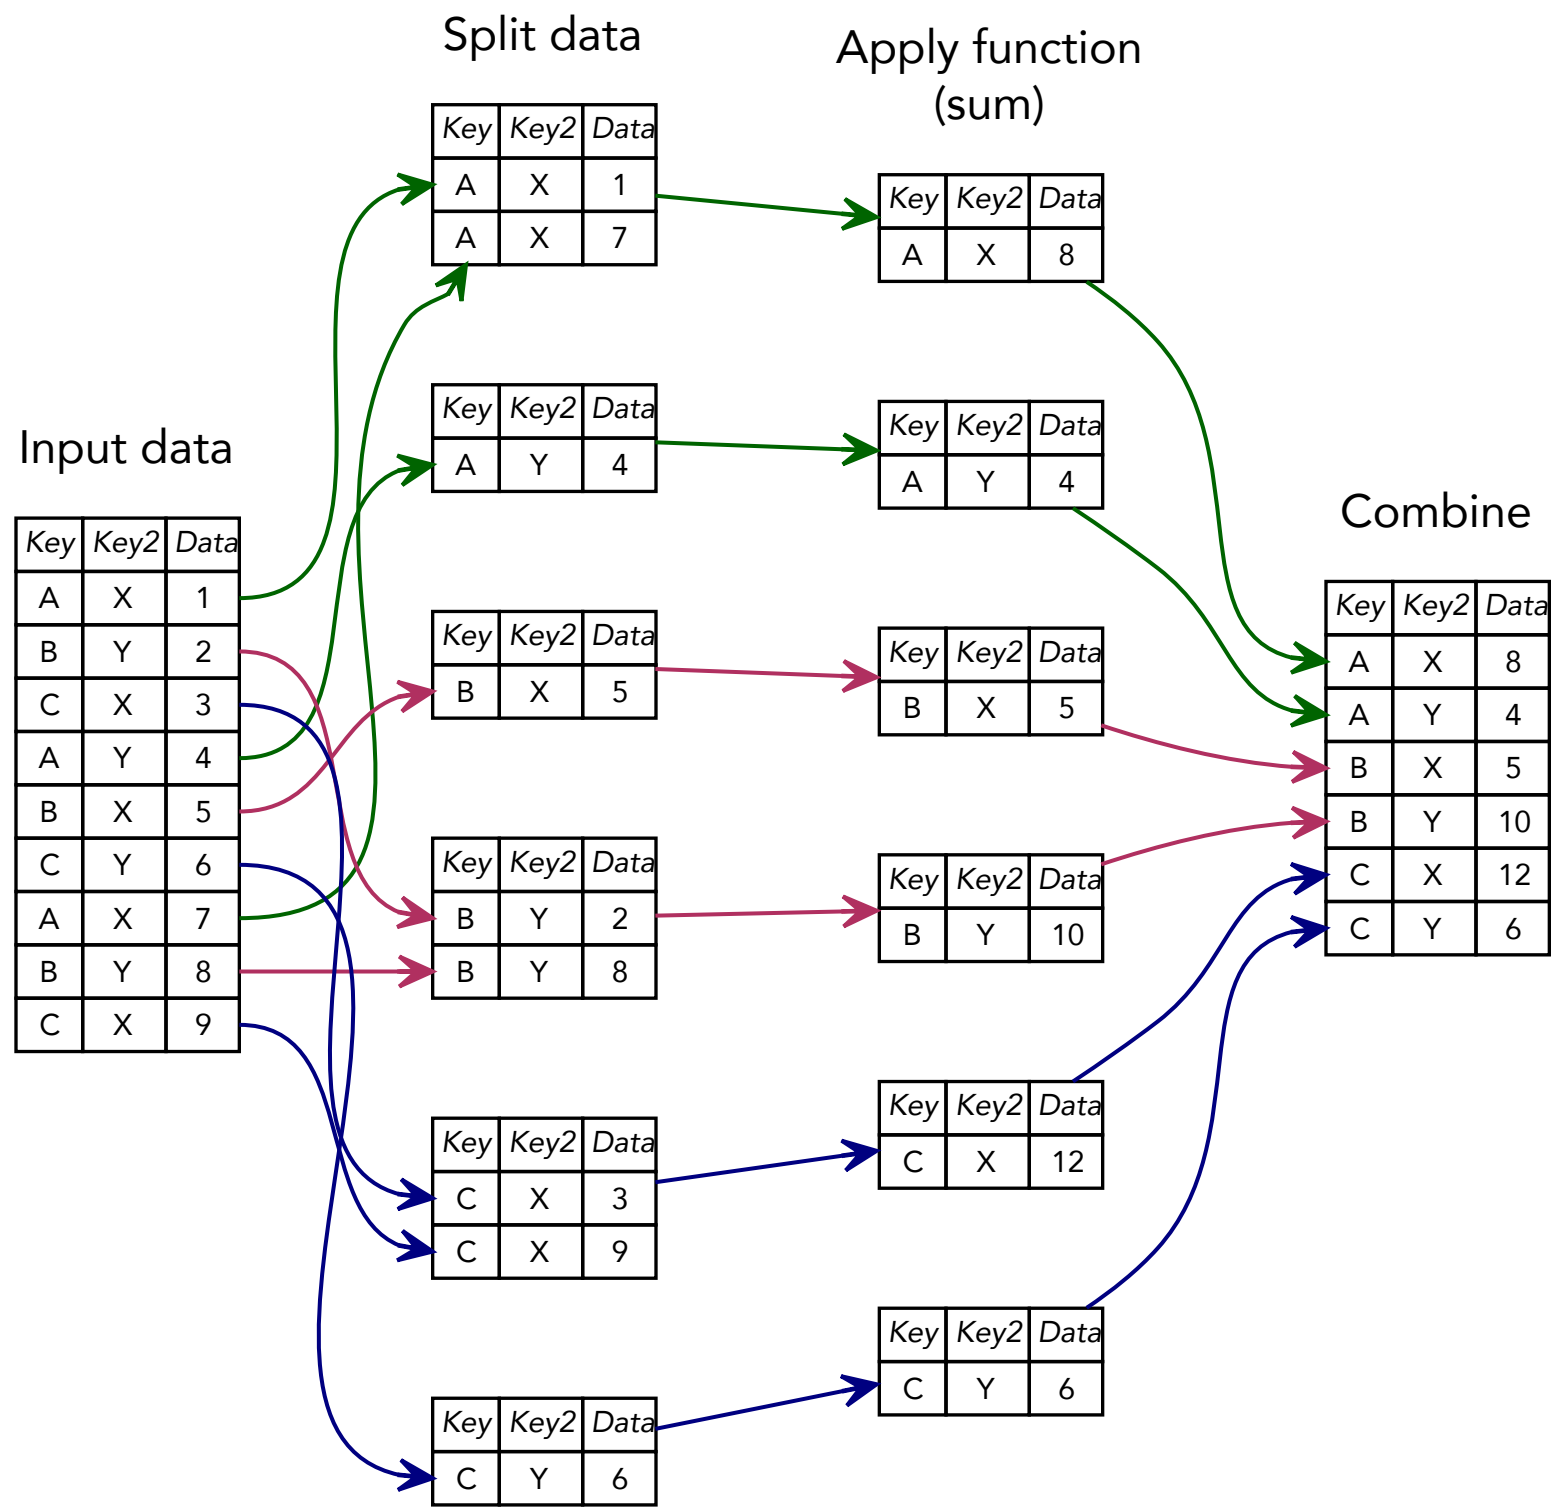 Input data
Key Key2 Data
A X 1
B Y 2
C X 3
A Y 4
B X 5
C Y 6
A X 7
B Y 8
C X 9
Split data
Key Key2 Data
A X 1
A X 7
Key Key2 Data
A Y 4
Key Key2 Data
B X 5
Key Key2 Data
B Y 2
B Y 8
Key Key2 Data
C X 3
C X 9
Key Key2 Data
C Y 6
Apply function
(sum)
Key Key2 Data
A X 8
Key Key2 Data
A Y 4
Key Key2 Data
B X 5
Key Key2 Data
B Y 10
Key Key2 Data
C X 12
Key Key2 Data
C Y 6
Combine
Key Key2 Data
A X 8
A Y 4
B X 5
B Y 10
C X 12
C Y 6